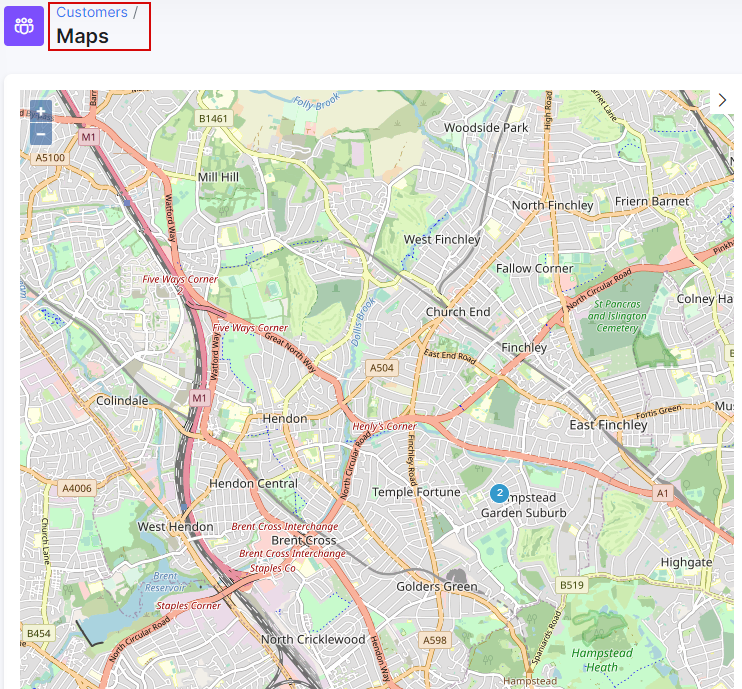 Customers /
Maps
+
−
M1
A5100
B1461
Folly Brook
High Road
Woodside Park
Mill Hill
Watford Way
North Finchley
Friern Barnet
West Finchley
Five Ways Corner
Fallow Corner
North Circular Road
St Pancras
and Islington
Cemetery
Colney Ha
Church End
Dollis Brook
Five Ways Corner
Great North Way
Watford Way
Finchley
East End Road
A504
M1
Colindale
Hendon
Henly's Corner
Fortis Green
Mus
East Finchley
North Circular Road
Finchley Road
A4006
Hendon Central
Temple Fortune
2
mpstead
Garden Suburb
A1
Church Lane
West Hendon
Brent Cross Interchange
Brent Cross
Brent Cross Interchange
Staples Co
Highgate
Brent
Reservoir
Golders Green
B519
Staples Corner
B454
North Circular Road
North Cricklewood
Hendon Way
A598
Spaniards Road
Hampstead
Heath
Hampstead